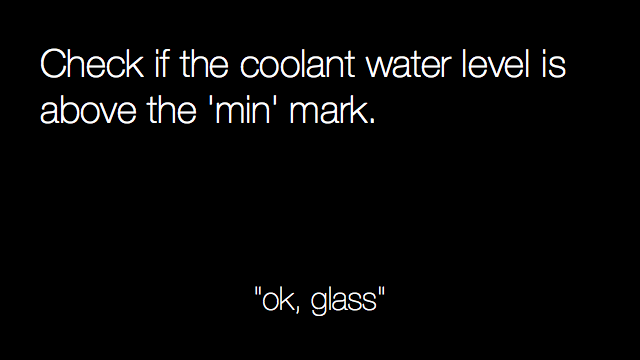 Check if the coolant water level is
above the 'min' mark.
"ok, glass"